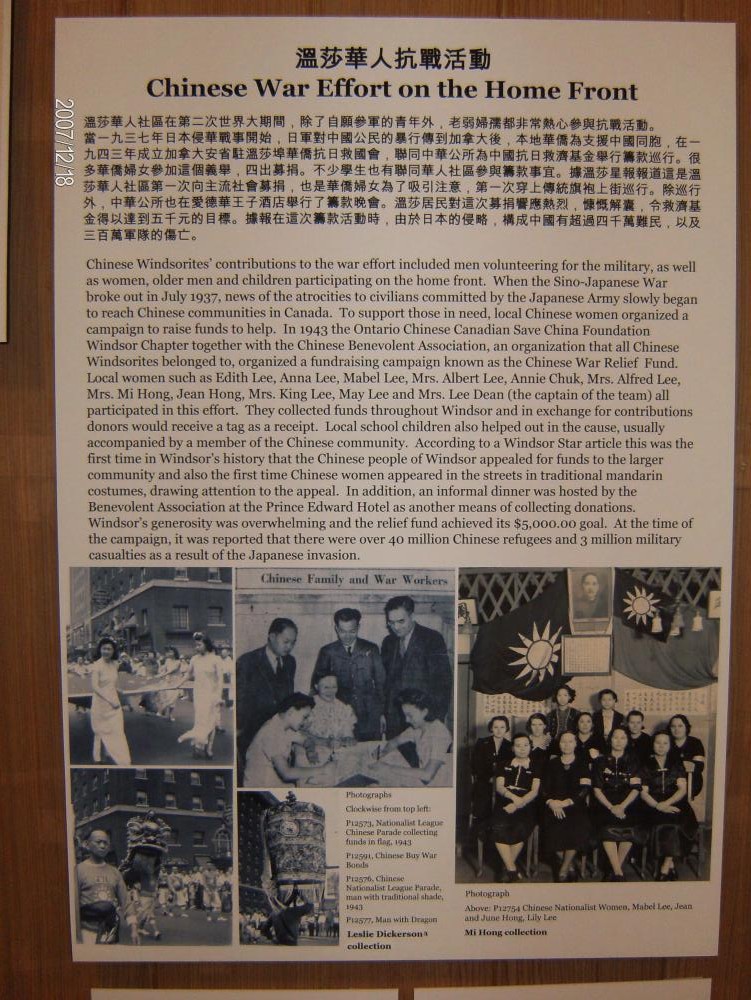 溫莎華人抗戰活動
Chinese War Effort on the Home Front
溫莎華人社區在第二次世界大期間，除了自願參軍的青年外，老弱婦孺都非常熱心參與抗戰活動。
當一九三七年日本侵華戰事開始，日軍對中國公民的暴行傳到加拿大後，本地華僑為支援中國同胞，在一
九四三年成立加拿大安省駐溫莎埠華僑抗日救國會，聯同中華公所為中國抗日救濟基金舉行籌款巡行。很
多華僑婦女參加這個義舉，四出募捐。不少學生也有聯同華人社區參與籌款事宜。據溫莎星報報道這是溫
莎華人社區第一次向主流社會募捐，也是華僑婦女為了吸引注意，第一次穿上傳統旗袍上街巡行。除巡行
外，中華公所也在愛德華王子酒店舉行了籌款晚會。溫莎居民對這次募捐響應熱烈，慷慨解囊，令救濟基
金得以達到五千元的目標。據報在這次籌款活動時，由於日本的侵略，構成中國有超過四千萬難民，以及
三百萬軍隊的傷亡。
Chinese Windsorites' contributions to the war effort included men volunteering for the military, as well
as women, older men and children participating on the home front. When the Sino-Japanese War
broke out in July 1937, news of the atrocities to civilians committed by the Japanese Army slowly began
to reach Chinese communities in Canada. To support those in need, local Chinese women organized a
campaign to raise funds to help. In 1943 the Ontario Chinese Canadian Save China Foundation
Windsor Chapter together with the Chinese Benevolent Association, an organization that all Chinese
Windsorites belonged to, organized a fundraising campaign known as the Chinese War Relief Fund.
Local women such as Edith Lee, Anna Lee, Mabel Lee, Mrs. Albert Lee, Annie Chuk, Mrs. Alfred Lee,
Mrs. Mi Hong, Jean Hong, Mrs. King Lee, May Lee and Mrs. Lee Dean (the captain of the team) all
participated in this effort. They collected funds throughout Windsor and in exchange for contributions
donors would receive a tag as a receipt. Local school children also helped out in the cause, usually
accompanied by a member of the Chinese community. According to a Windsor Star article this was the
first time in Windsor's history that the Chinese people of Windsor appealed for funds to the larger
community and also the first time Chinese women appeared in the streets in traditional mandarin
costumes, drawing attention to the appeal. In addition, an informal dinner was hosted by the
Benevolent Association at the Prince Edward Hotel as another means of collecting donations.
Windsor's generosity was overwhelming and the relief fund achieved its $5,000.00 goal. At the time of
the campaign, it was reported that there were over 40 million Chinese refugees and 3 million military
casualties as a result of the Japanese invasion.
Chinese Family and War Workers
Photographs
Clockwise from top left:
P12573, Nationalist League
Chinese Parade collecting
funds in flag, 1943
P12591, Chinese Buy War
Bonds
P12576, Chinese
Nationalist League Parade,
man with traditional shade,
1943
P12577, Man with Dragon
Leslie Dickersons
collection
Photograph
Above: P12754 Chinese Nationalist Women, Mabel Lee, Jean
and June Hong, Lily Lee
Mi Hong collection
2007/12/18